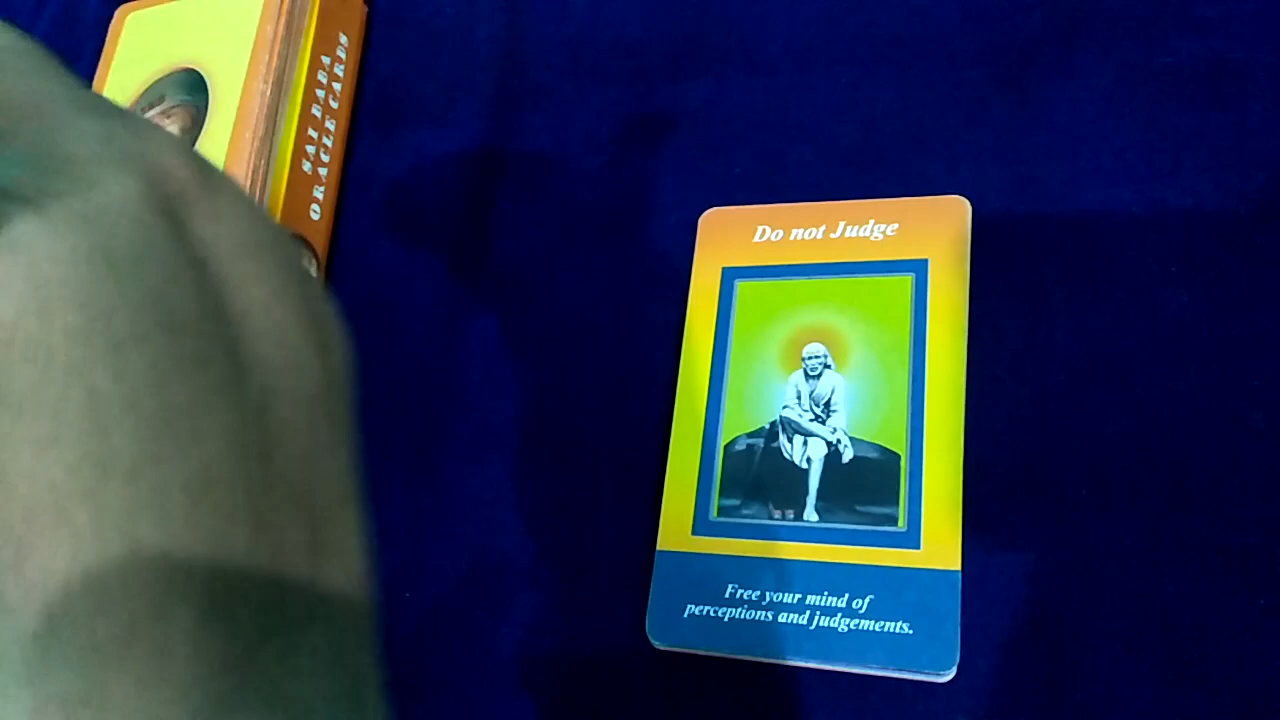 SAI BABA
ORACLE CARDS
Do not Judge
Free your mind of
perceptions and judgements.